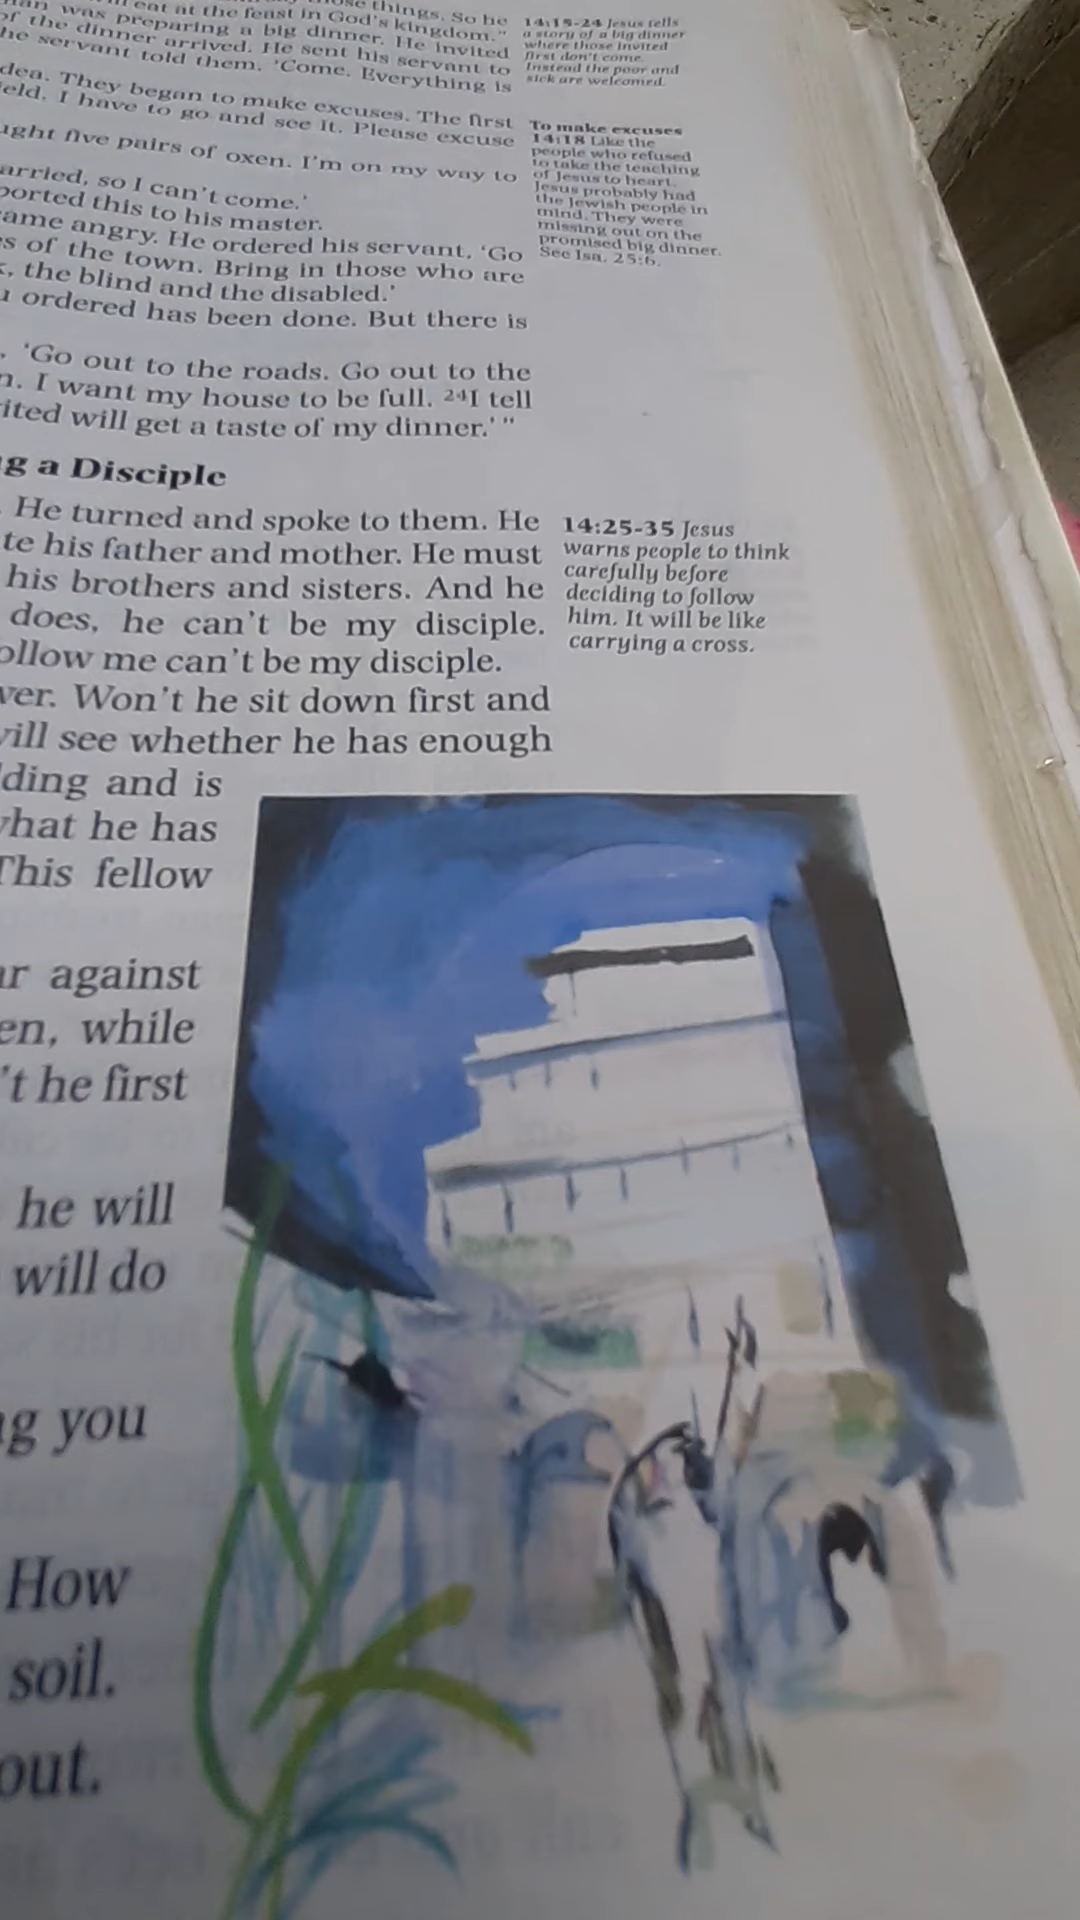 eat at the feast in God's kingdom."
was preparing a big dinner. He invited
of the dinner arrived. He sent his servant to
he servant told them. 'Come. Everything is
dea. They began to make excuses. The first
eld. I have to go and see it. Please excuse
ught five pairs of oxen. I'm on my way to
arried, so I can't come.'
ported this to his master.
ame angry. He ordered his servant, 'Go
s of the town. Bring in those who are
, the blind and the disabled.'
u ordered has been done. But there is
, 'Go out to the roads. Go out to the
n. I want my house to be full. 24I tell
ited will get a taste of my dinner.' "
14:15-24 Jesus tells
a story of a big dinner
where those invited
first don't come.
Instead the poor and
sick are welcomed.
To make excuses
14:18 Like the
people who refused
to take the teaching
of Jesus to heart.
Jesus probably had
the Jewish people in
mind. They were
missing out on the
promised big dinner.
See Isa. 25:6.
g a Disciple
. He turned and spoke to them. He
te his father and mother. He must
his brothers and sisters. And he
does, he can't be my disciple.
ollow me can't be my disciple.
wer. Won't he sit down first and
vill see whether he has enough
ding and is
what he has
This fellow
ar against
en, while
't he first
he will
will do
ng you
How
soil.
out.
14:25-35 Jesus
warns people to think
carefully before
deciding to follow
him. It will be like
carrying a cross.